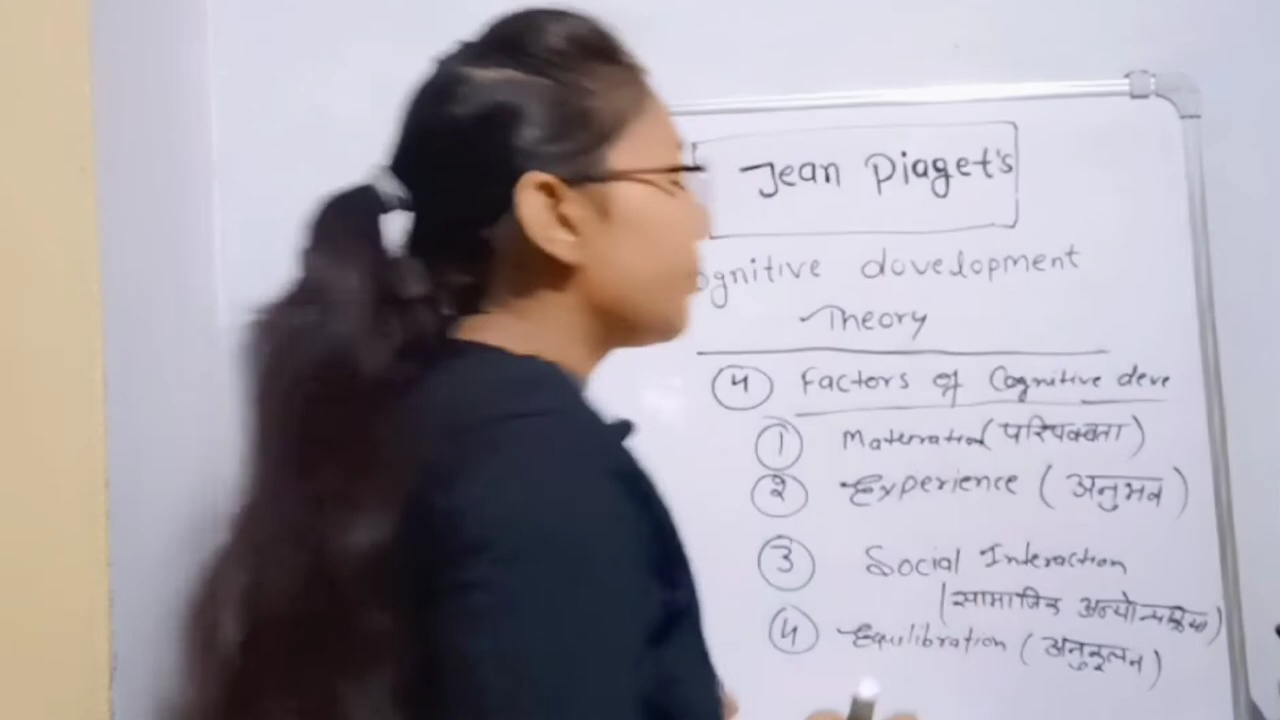 Jean Piaget's
ognitive dovelopment
Theory
4 Factors of Cognitive deve
1 Maturation (परिपक्वता)
2 Experience (अनुभव)
3 Social Interaction
(सामाजिक अन्योन्यक्रिया)
4 Equilibration (अनुकूलन)